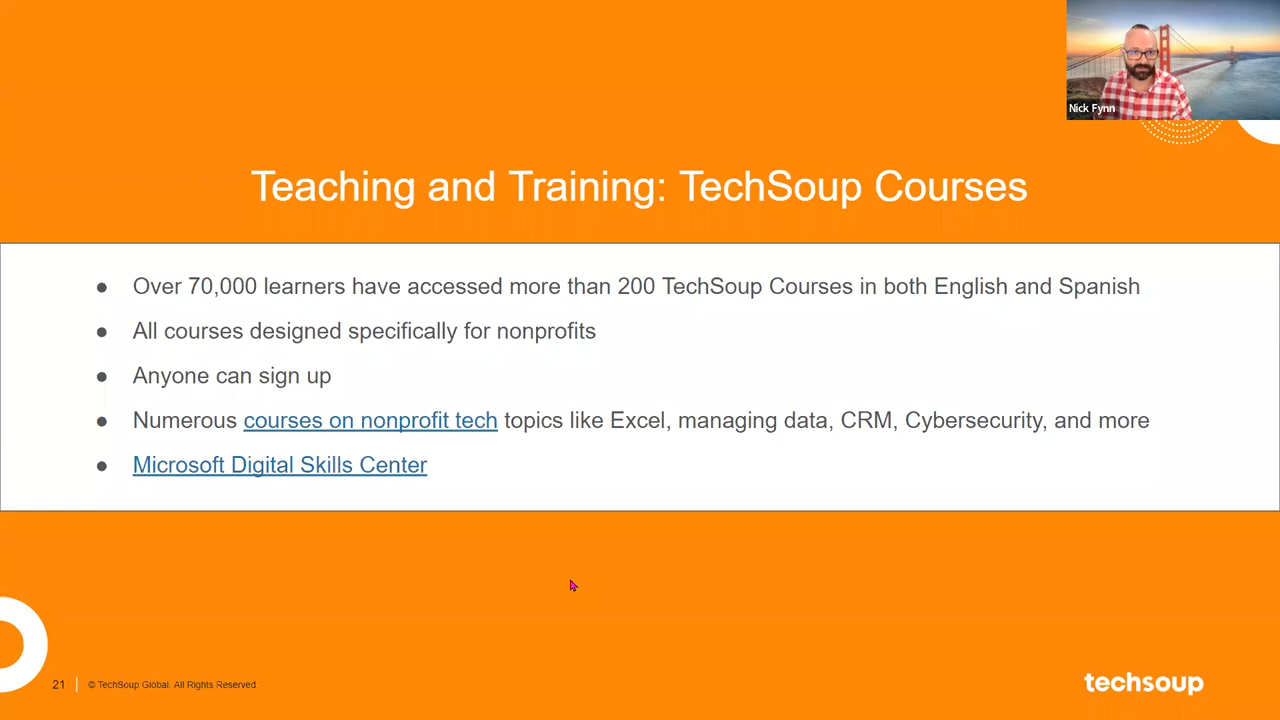 Nick Fynn
Teaching and Training: TechSoup Courses
● Over 70,000 learners have accessed more than 200 TechSoup Courses in both English and Spanish
● All courses designed specifically for nonprofits
● Anyone can sign up
● Numerous courses on nonprofit tech topics like Excel, managing data, CRM, Cybersecurity, and more
● Microsoft Digital Skills Center
21 | © TechSoup Global. All Rights Reserved.
techsoup